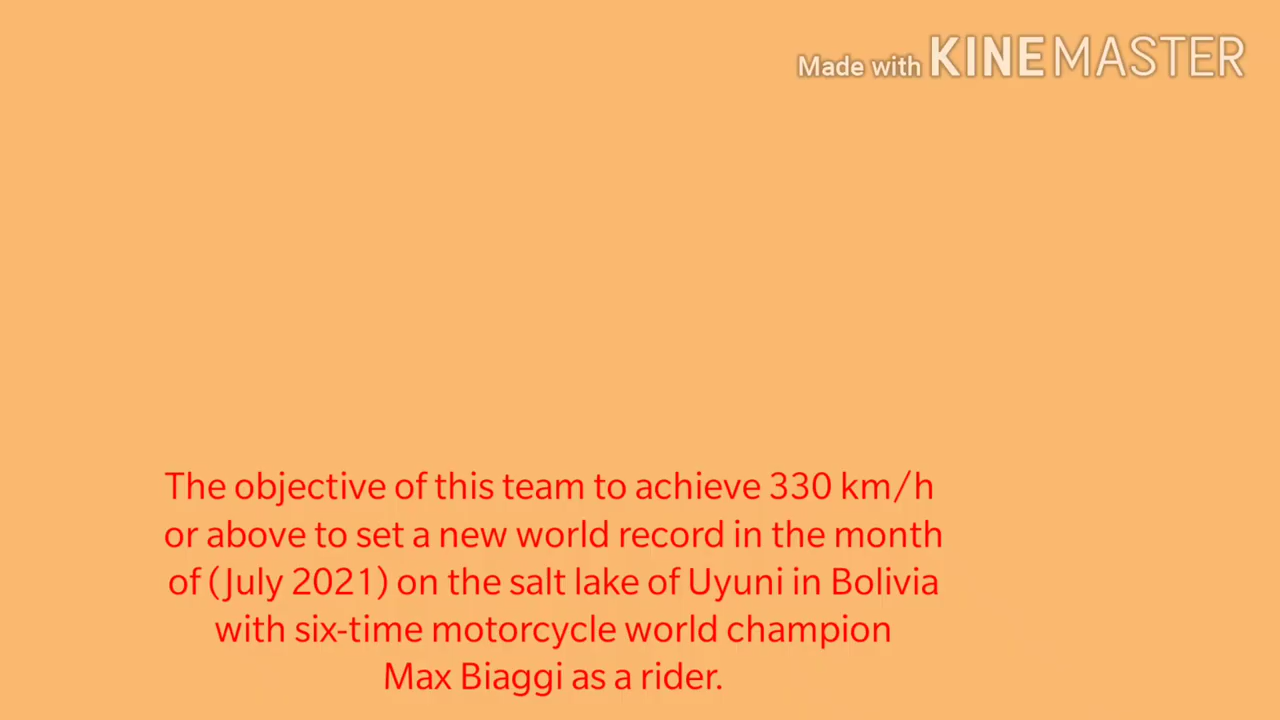 Made with KINEMASTER
The objective of this team to achieve 330 km/h
or above to set a new world record in the month
of (July 2021) on the salt lake of Uyuni in Bolivia
with six-time motorcycle world champion
Max Biaggi as a rider.